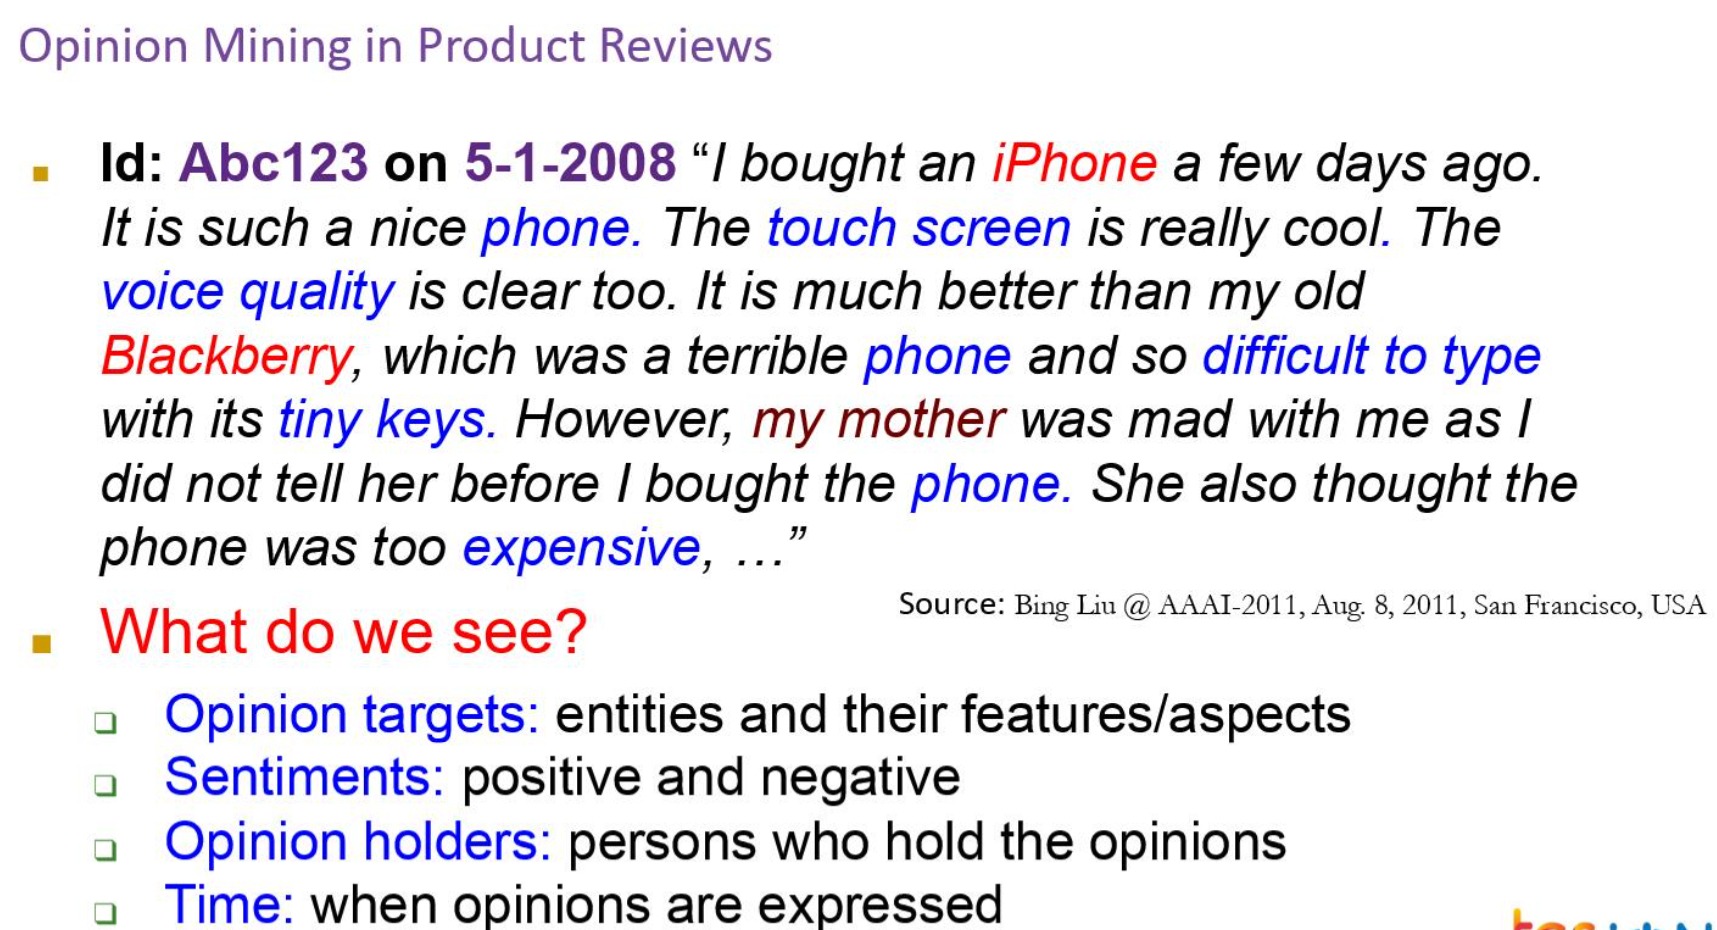 Opinion Mining in Product Reviews
Id: Abc123 on 5-1-2008 “I bought an iPhone a few days ago.
It is such a nice phone. The touch screen is really cool. The
voice quality is clear too. It is much better than my old
Blackberry, which was a terrible phone and so difficult to type
with its tiny keys. However, my mother was mad with me as I
did not tell her before I bought the phone. She also thought the
phone was too expensive, …”
Source: Bing Liu @ AAAI-2011, Aug. 8, 2011, San Francisco, USA
What do we see?
Opinion targets: entities and their features/aspects
Sentiments: positive and negative
Opinion holders: persons who hold the opinions
Time: when opinions are expressed